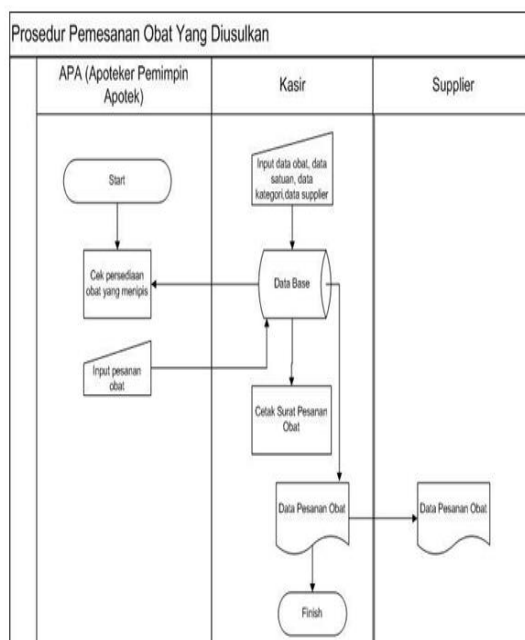 Prosedur Pemesanan Obat Yang Diusulkan
APA (Apoteker Pemimpin
Apotek)
Kasir
Supplier
Start
Input data obat, data
satuan, data
kategori,data supplier
Cek persediaan
obat yang menipis
Data Base
Input pesanan
obat
Cetak Surat Pesanan
Obat
Data Pesanan Obat
Data Pesanan Obat
Finish